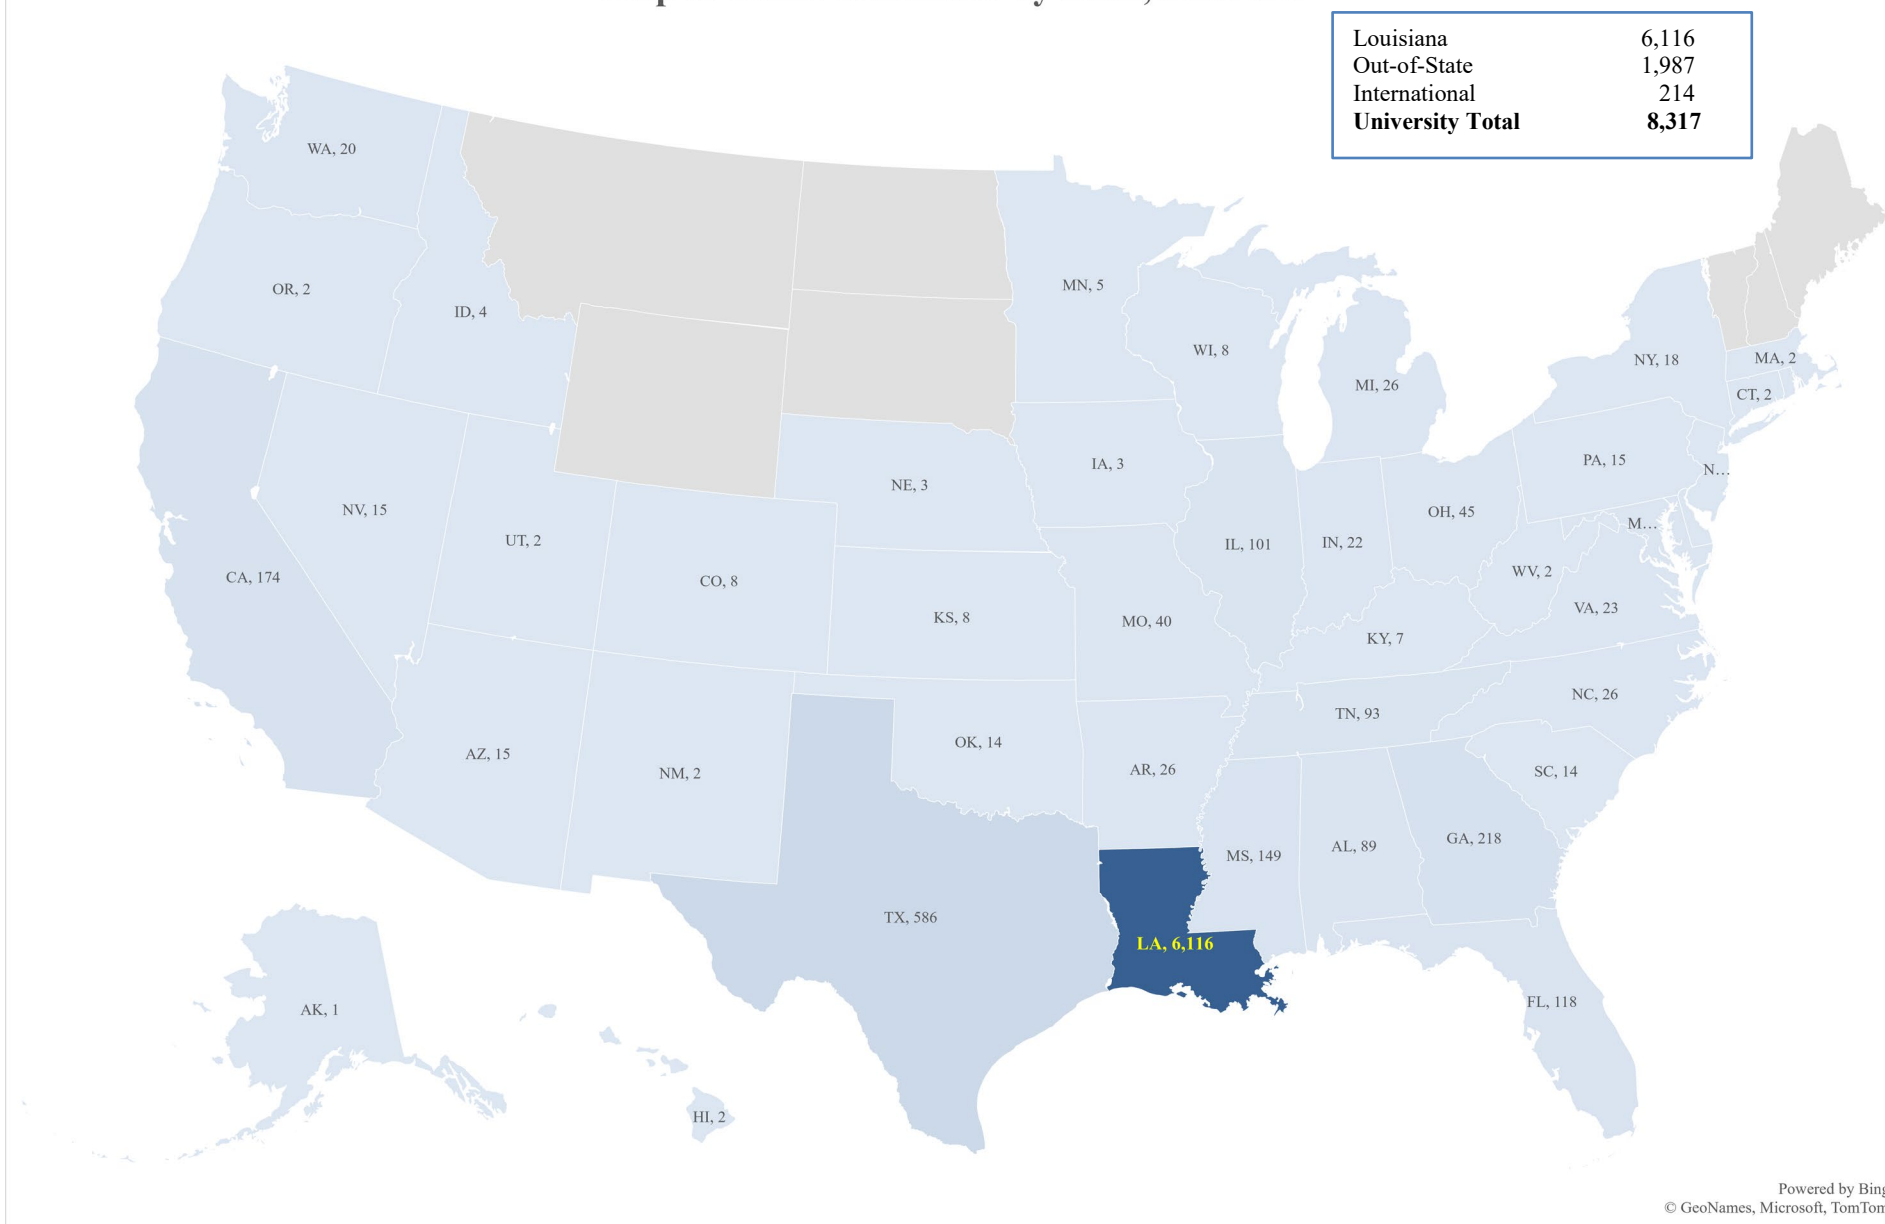 Louisiana 6,116
Out-of-State 1,987
International 214
University Total 8,317
WA, 20
OR, 2
ID, 4
MN, 5
WI, 8
MI, 26
NY, 18
MA, 2
CT, 2
IA, 3
NE, 3
PA, 15
N...
NV, 15
UT, 2
CO, 8
IL, 101
IN, 22
OH, 45
M...
WV, 2
CA, 174
KS, 8
MO, 40
KY, 7
VA, 23
NC, 26
TN, 93
AZ, 15
NM, 2
OK, 14
AR, 26
SC, 14
MS, 149
AL, 89
GA, 218
TX, 586
LA, 6,116
FL, 118
AK, 1
HI, 2
Powered by Bing
© GeoNames, Microsoft, TomTom